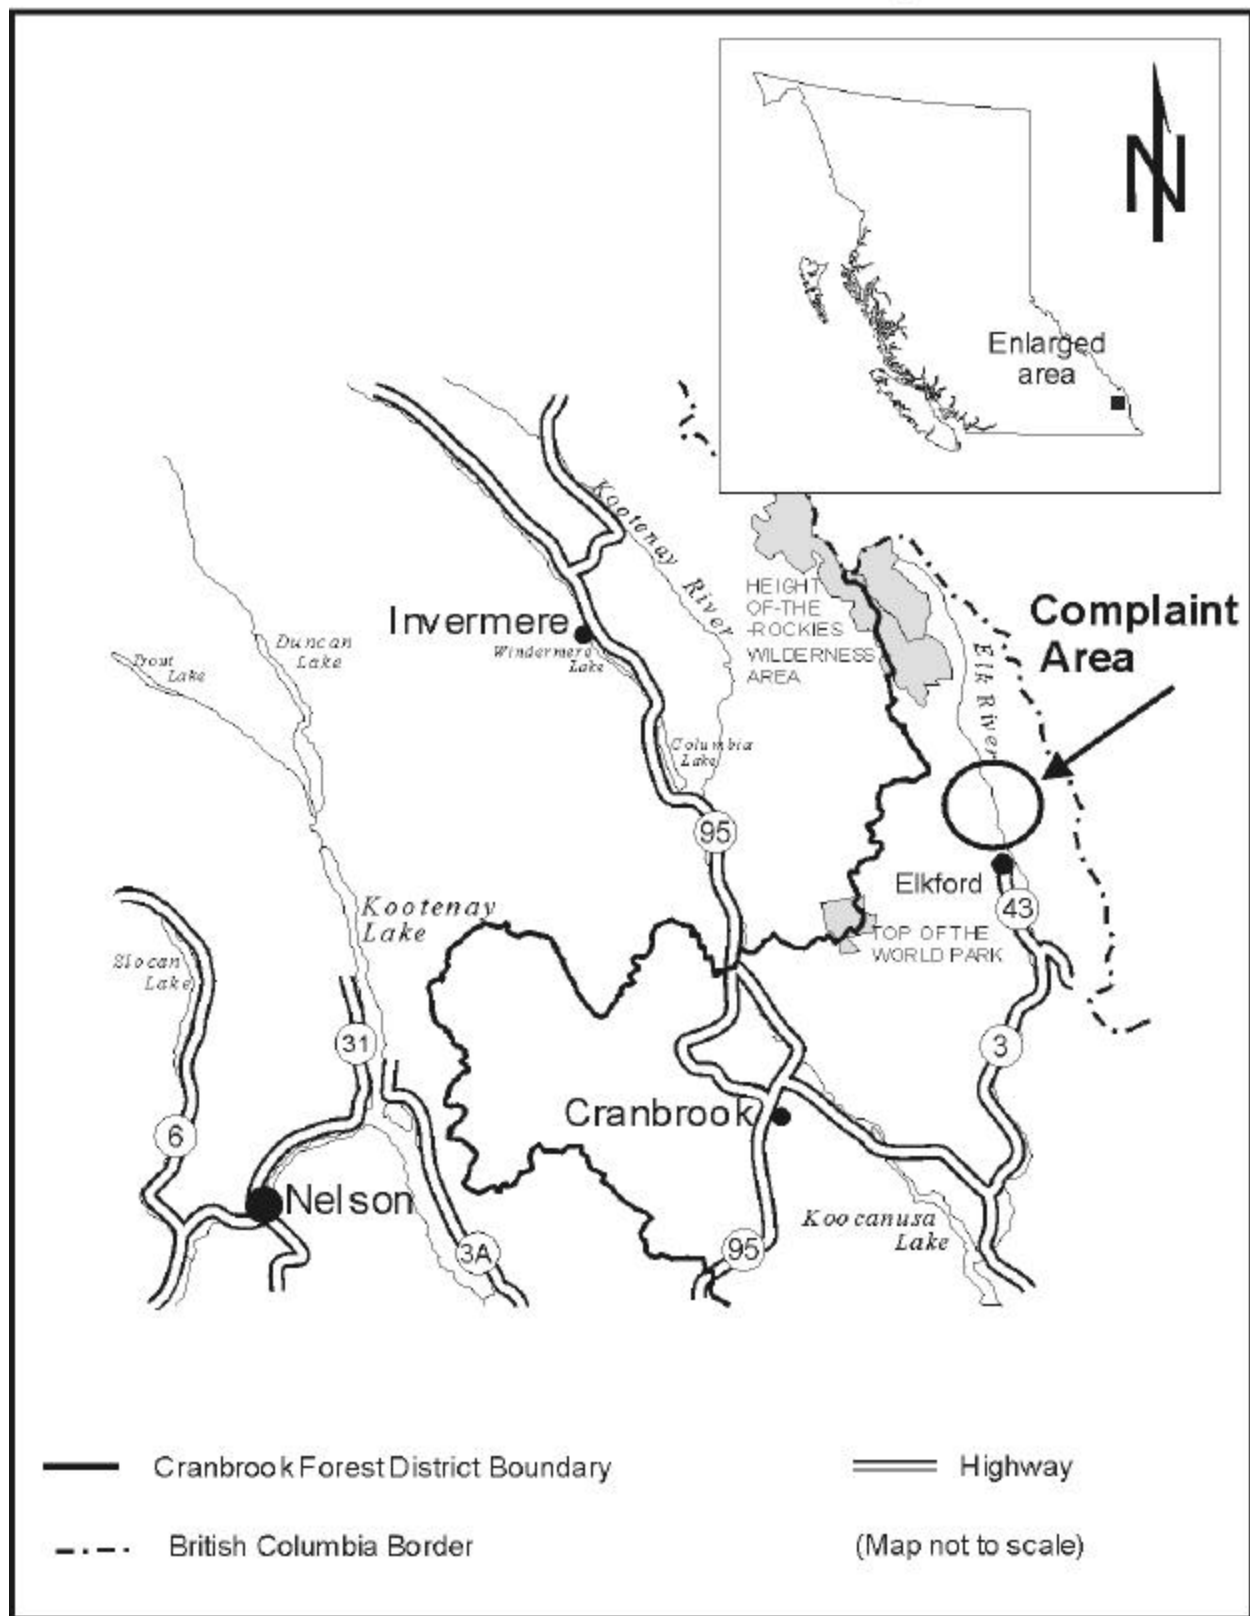 N
Enlarged
area
Kootenay River
HEIGHT
OF-THE
-ROCKIES
WILDERNESS
AREA
Complaint
Area
Invermere
Windermere
Lake
Duncan
Lake
Trout
Lake
Elk River
Columbia
Lake
95
Elkford
43
Kootenay
Lake
TOP OF THE
WORLD PARK
Slocan
Lake
31
3
Cranbrook
6
Nelson
Koocanusa
Lake
3A
95
Cranbrook Forest District Boundary
Highway
British Columbia Border
(Map not to scale)